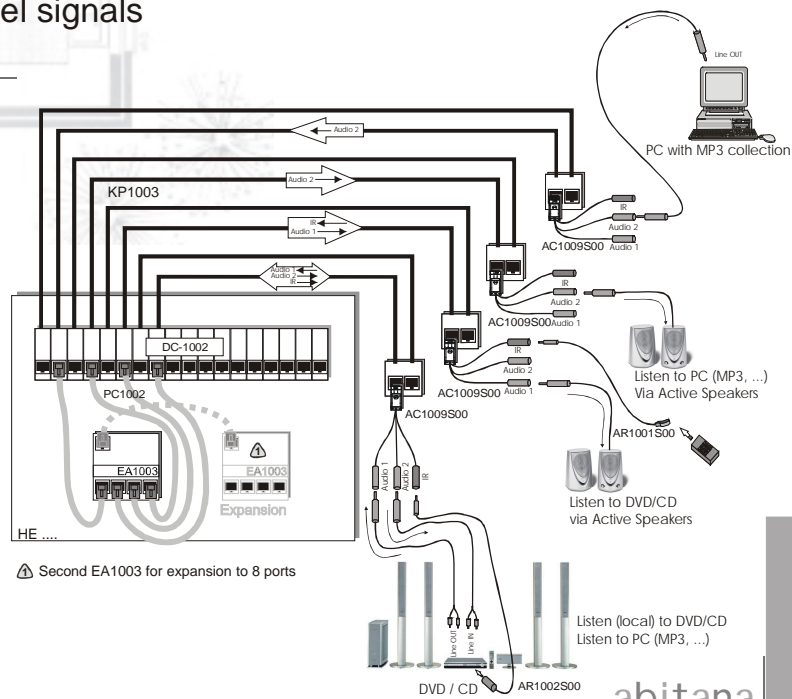 el signals
Line OUT
PC with MP3 collection
Audio 2
KP1003
Audio 2
IR
Audio 2
Audio 1
AC1009S00
IR
Audio 1
Audio 1
Audio 2
IR
IR
Audio 2
Audio 1
AC1009S00
DC-1002
IR
Audio 2
Audio 1
AC1009S00
Listen to PC (MP3, ...)
Via Active Speakers
PC1002
AC1009S00
AR1001S00
EA1003
1
EA1003
Expansion
Audio 1
Audio 2
IR
Listen to DVD/CD
via Active Speakers
HE ....
1 Second EA1003 for expansion to 8 ports
Line OUT
Line IN
Listen (local) to DVD/CD
Listen to PC (MP3, ...)
DVD / CD
AR1002S00
abitana